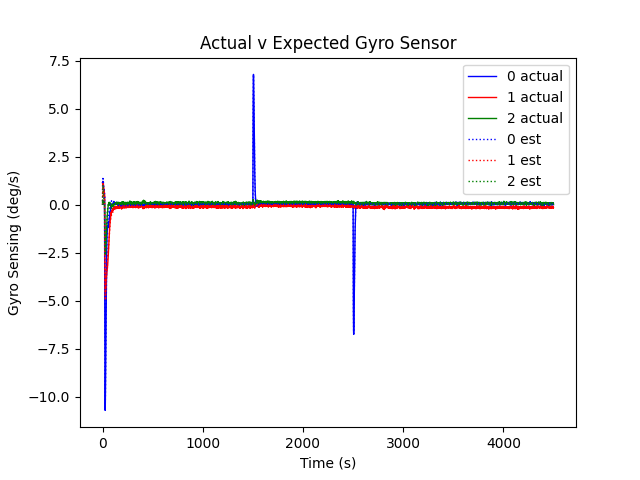 Actual v Expected Gyro Sensor
7.5
5.0
2.5
0.0
−2.5
−5.0
−7.5
−10.0
Gyro Sensing (deg/s)
0 actual
1 actual
2 actual
0 est
1 est
2 est
0
1000
2000
3000
4000
Time (s)